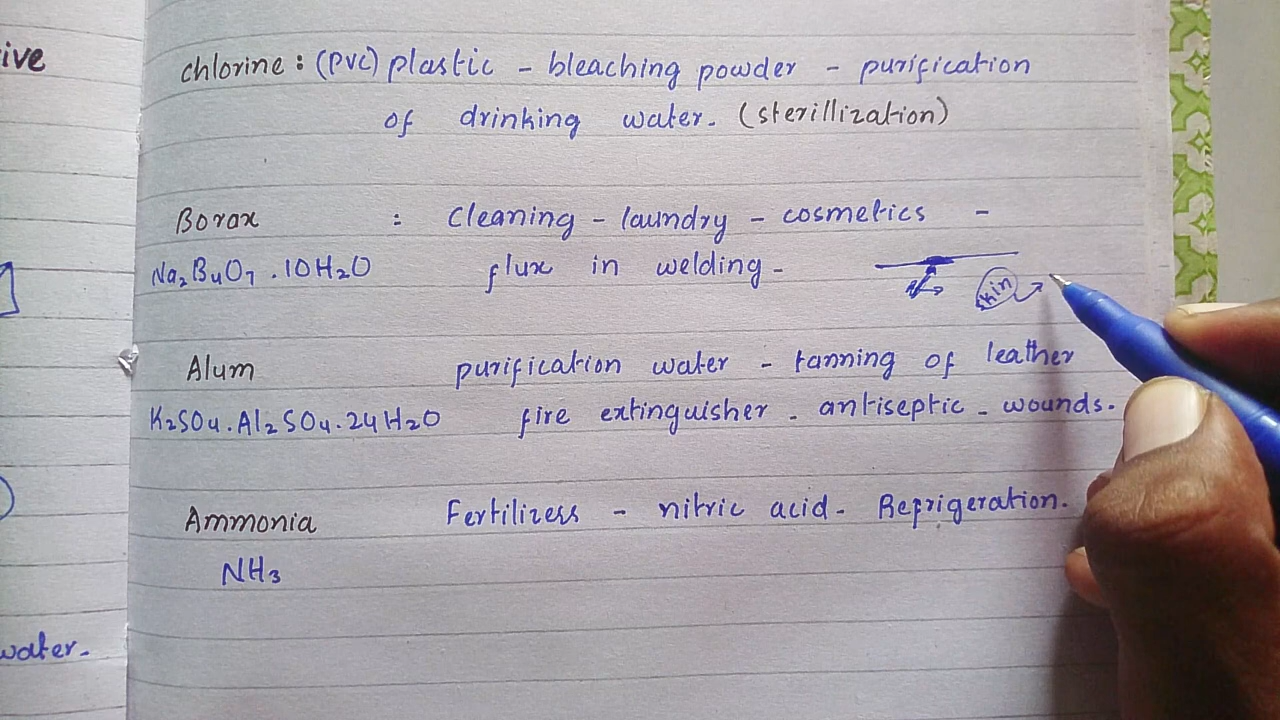 ive
chlorine : (PVC) plastic - bleaching powder - purification
of drinking water. (sterillization)
Borax : Cleaning - laundry - cosmetics -
Na₂B₄O₇ . 10H₂O flux in welding -
Alum purification water - tanning of leather
K₂SO₄ . Al₂SO₄ . 24H₂O fire extinguisher - antiseptic - wounds.
Ammonia Fertilizers - nitric acid - Refrigeration.
NH₃
water.